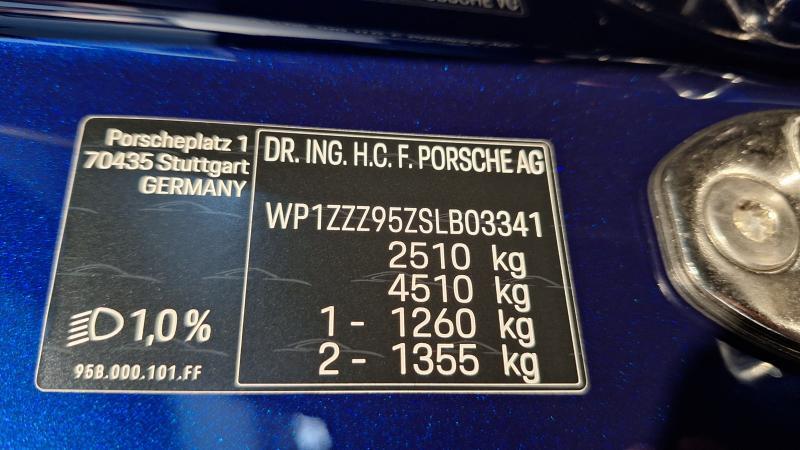 Porscheplatz 1
70435 Stuttgart
GERMANY
DR. ING. H.C. F. PORSCHE AG
WP1ZZZ95ZSLB03341
2510 kg
4510 kg
1 - 1260 kg
2 - 1355 kg
1,0%
95B.000.101.FF